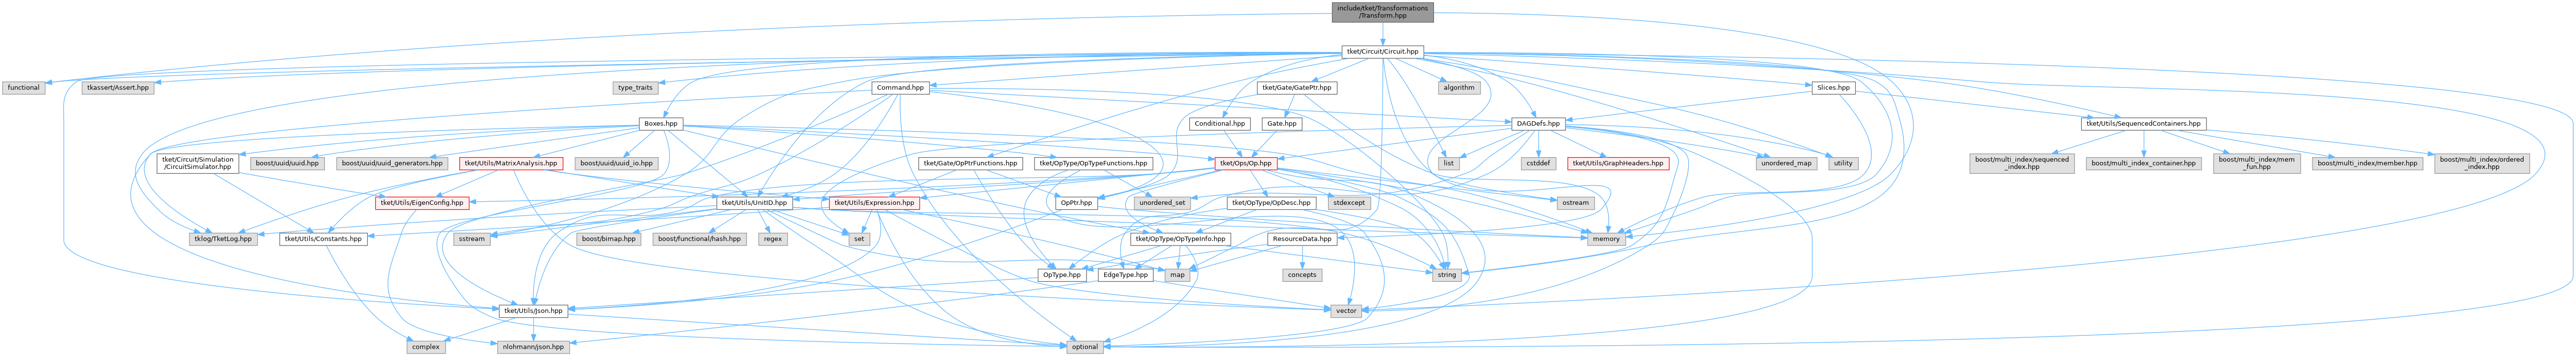 include/tket/Transformations
/Transform.hpp
tket/Circuit/Circuit.hpp
functional
tkassert/Assert.hpp
type_traits
Command.hpp
tket/Gate/GatePtr.hpp
algorithm
Slices.hpp
Boxes.hpp
Conditional.hpp
Gate.hpp
DAGDefs.hpp
tket/Utils/SequencedContainers.hpp
tket/Circuit/Simulation
/CircuitSimulator.hpp
boost/uuid/uuid.hpp
boost/uuid/uuid_generators.hpp
tket/Utils/MatrixAnalysis.hpp
boost/uuid/uuid_io.hpp
tket/Gate/OpPtrFunctions.hpp
tket/OpType/OpTypeFunctions.hpp
tket/Ops/Op.hpp
list
cstddef
tket/Utils/GraphHeaders.hpp
unordered_map
utility
boost/multi_index/sequenced
_index.hpp
boost/multi_index_container.hpp
boost/multi_index/mem
_fun.hpp
boost/multi_index/member.hpp
boost/multi_index/ordered
_index.hpp
tket/Utils/EigenConfig.hpp
tket/Utils/UnitID.hpp
tket/Utils/Expression.hpp
OpPtr.hpp
unordered_set
tket/OpType/OpDesc.hpp
stdexcept
ostream
tklog/TketLog.hpp
tket/Utils/Constants.hpp
sstream
boost/bimap.hpp
boost/functional/hash.hpp
regex
set
tket/OpType/OpTypeInfo.hpp
ResourceData.hpp
memory
OpType.hpp
EdgeType.hpp
map
concepts
string
tket/Utils/Json.hpp
vector
complex
nlohmann/json.hpp
optional